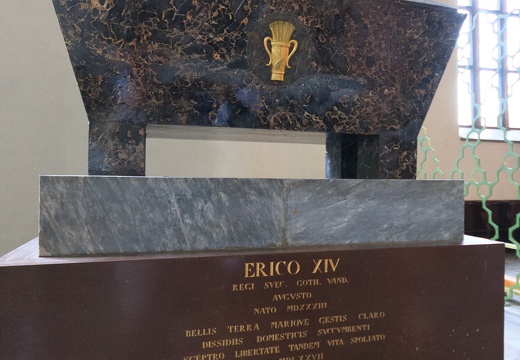 ERICO XIV
REGI SVEC. GOTH. VAND.
AVGVSTO
NATO MDXXXIII
BELLIS TERRA MARIQVE GESTIS CLARO
DISSIDIIS DOMESTICIS SVCCVMBENTI
SCEPTRO LIBERTATE TANDEM VITA SPOLIATO
MDLXXVII